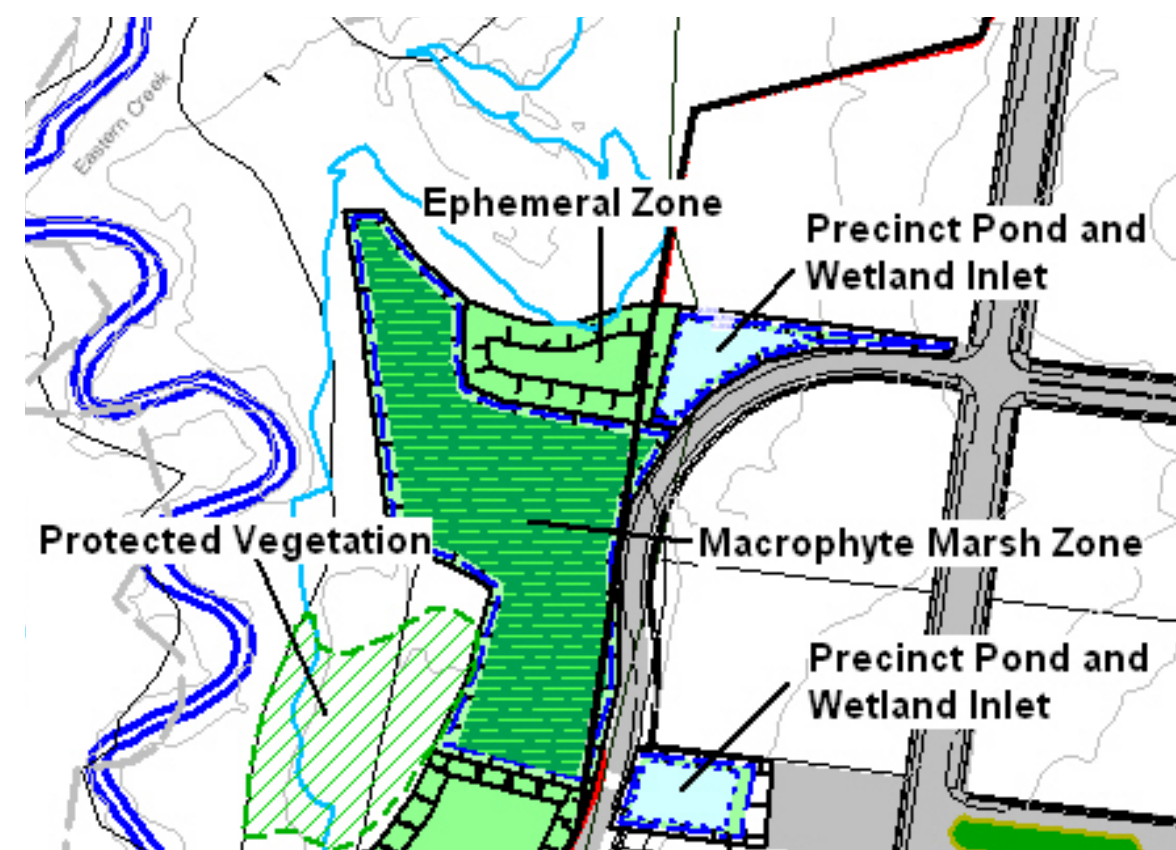 Eastern Creek
Ephemeral Zone
Precinct Pond and
Wetland Inlet
Protected Vegetation
Macrophyte Marsh Zone
Precinct Pond and
Wetland Inlet